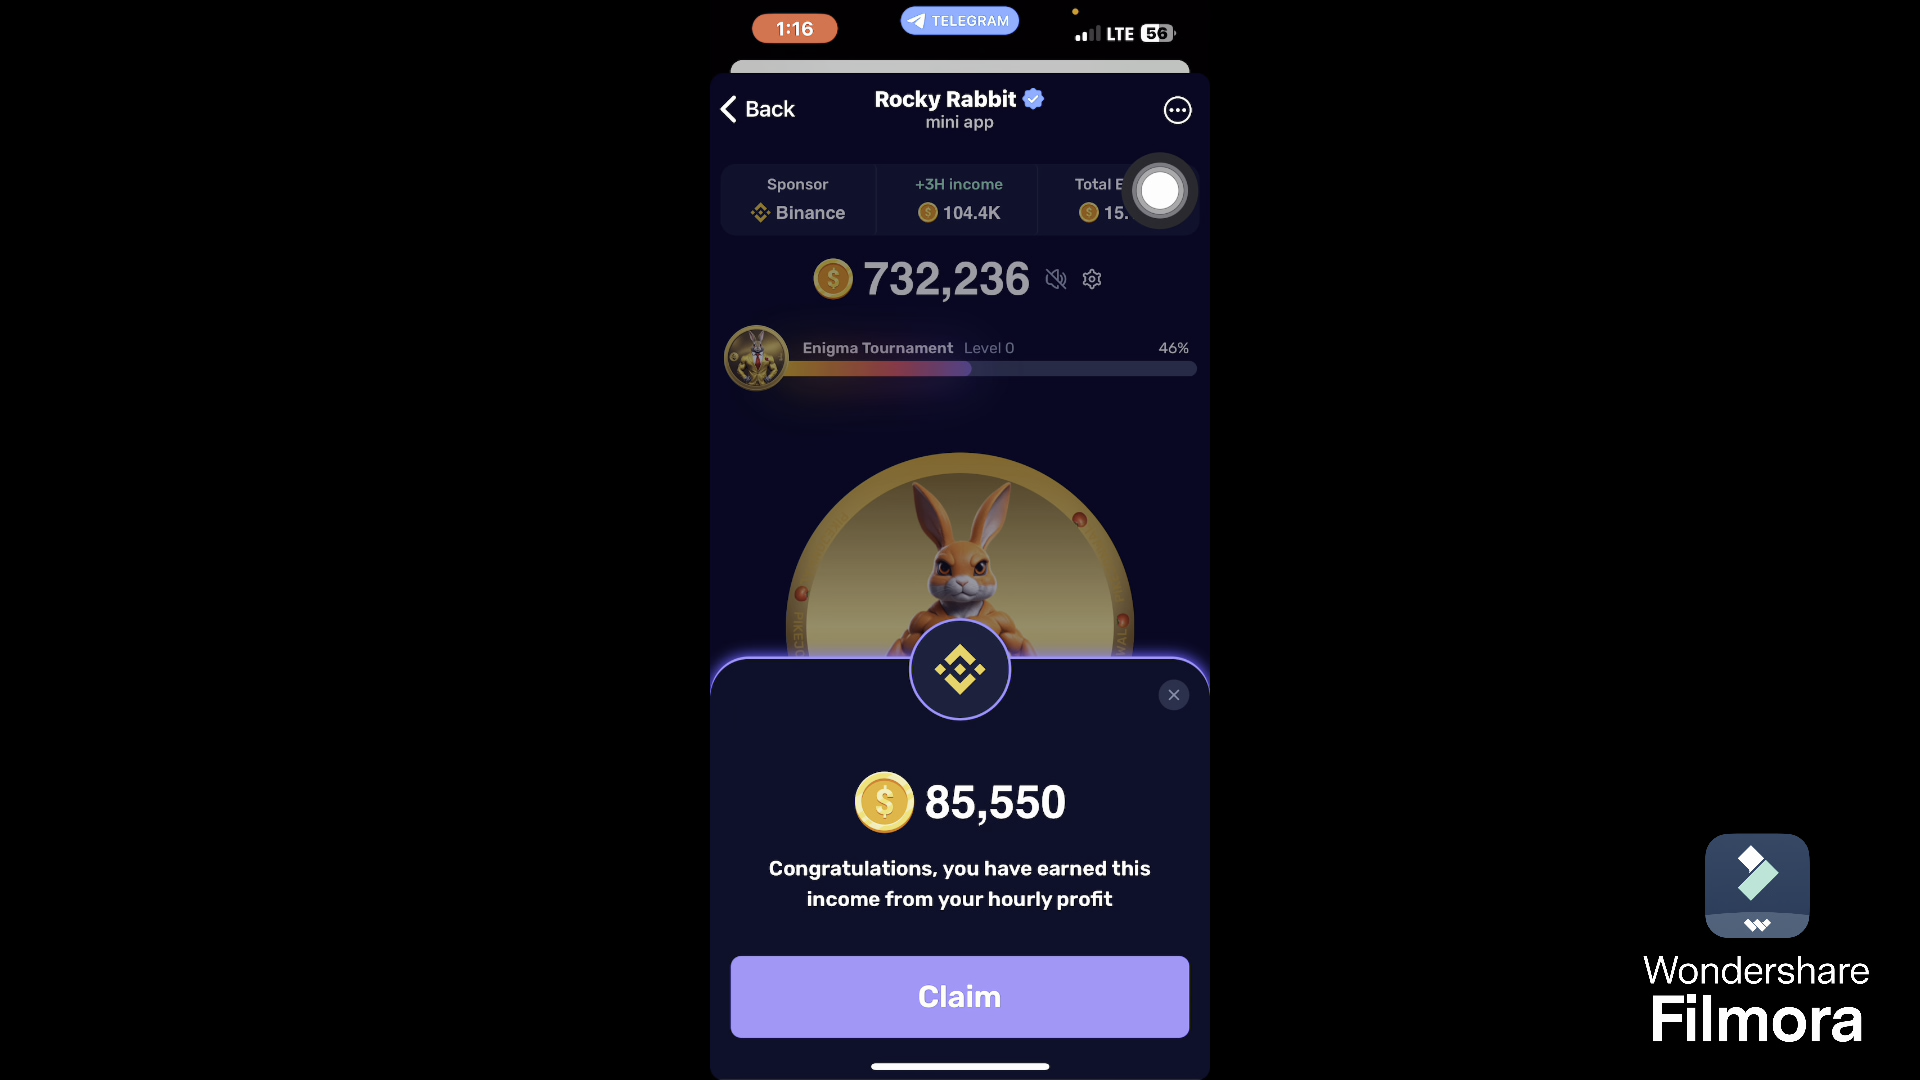 1:16
TELEGRAM
LTE 56
Back
Rocky Rabbit
mini app
Sponsor
+3H income
Total E
Binance
104.4K
15.
732,236
Enigma Tournament Level 0
46%
85,550
Congratulations, you have earned this
income from your hourly profit
Claim
Wondershare
Filmora